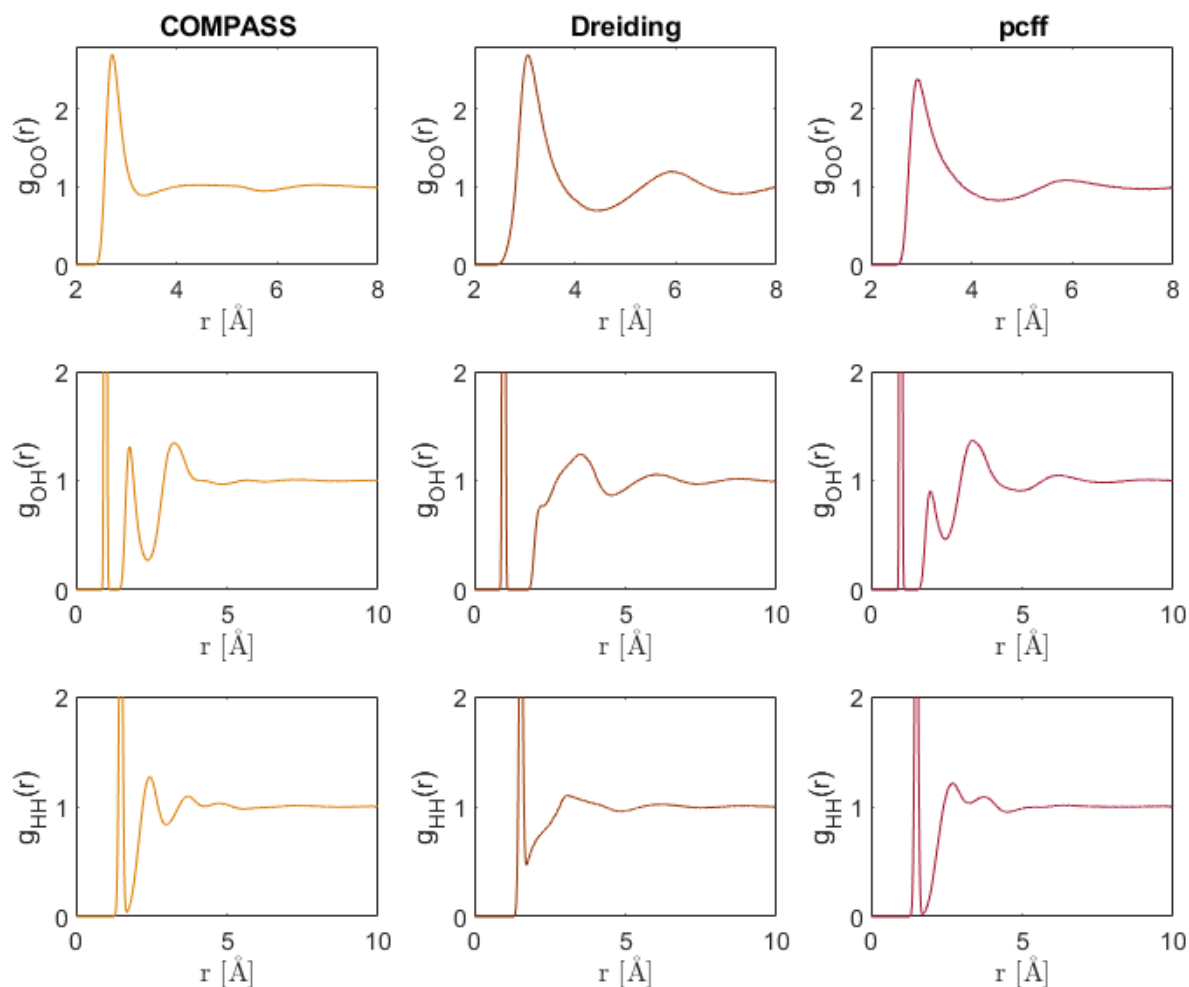 COMPASS Dreiding pcff
g_OO(r) g_OO(r) g_OO(r)
2 2 2
1 1 1
0 0 0
2 4 6 8 2 4 6 8 2 4 6 8
r [Å] r [Å] r [Å]
g_OH(r) g_OH(r) g_OH(r)
2 2 2
1 1 1
0 0 0
0 5 10 0 5 10 0 5 10
r [Å] r [Å] r [Å]
g_HH(r) g_HH(r) g_HH(r)
2 2 2
1 1 1
0 0 0
0 5 10 0 5 10 0 5 10
r [Å] r [Å] r [Å]